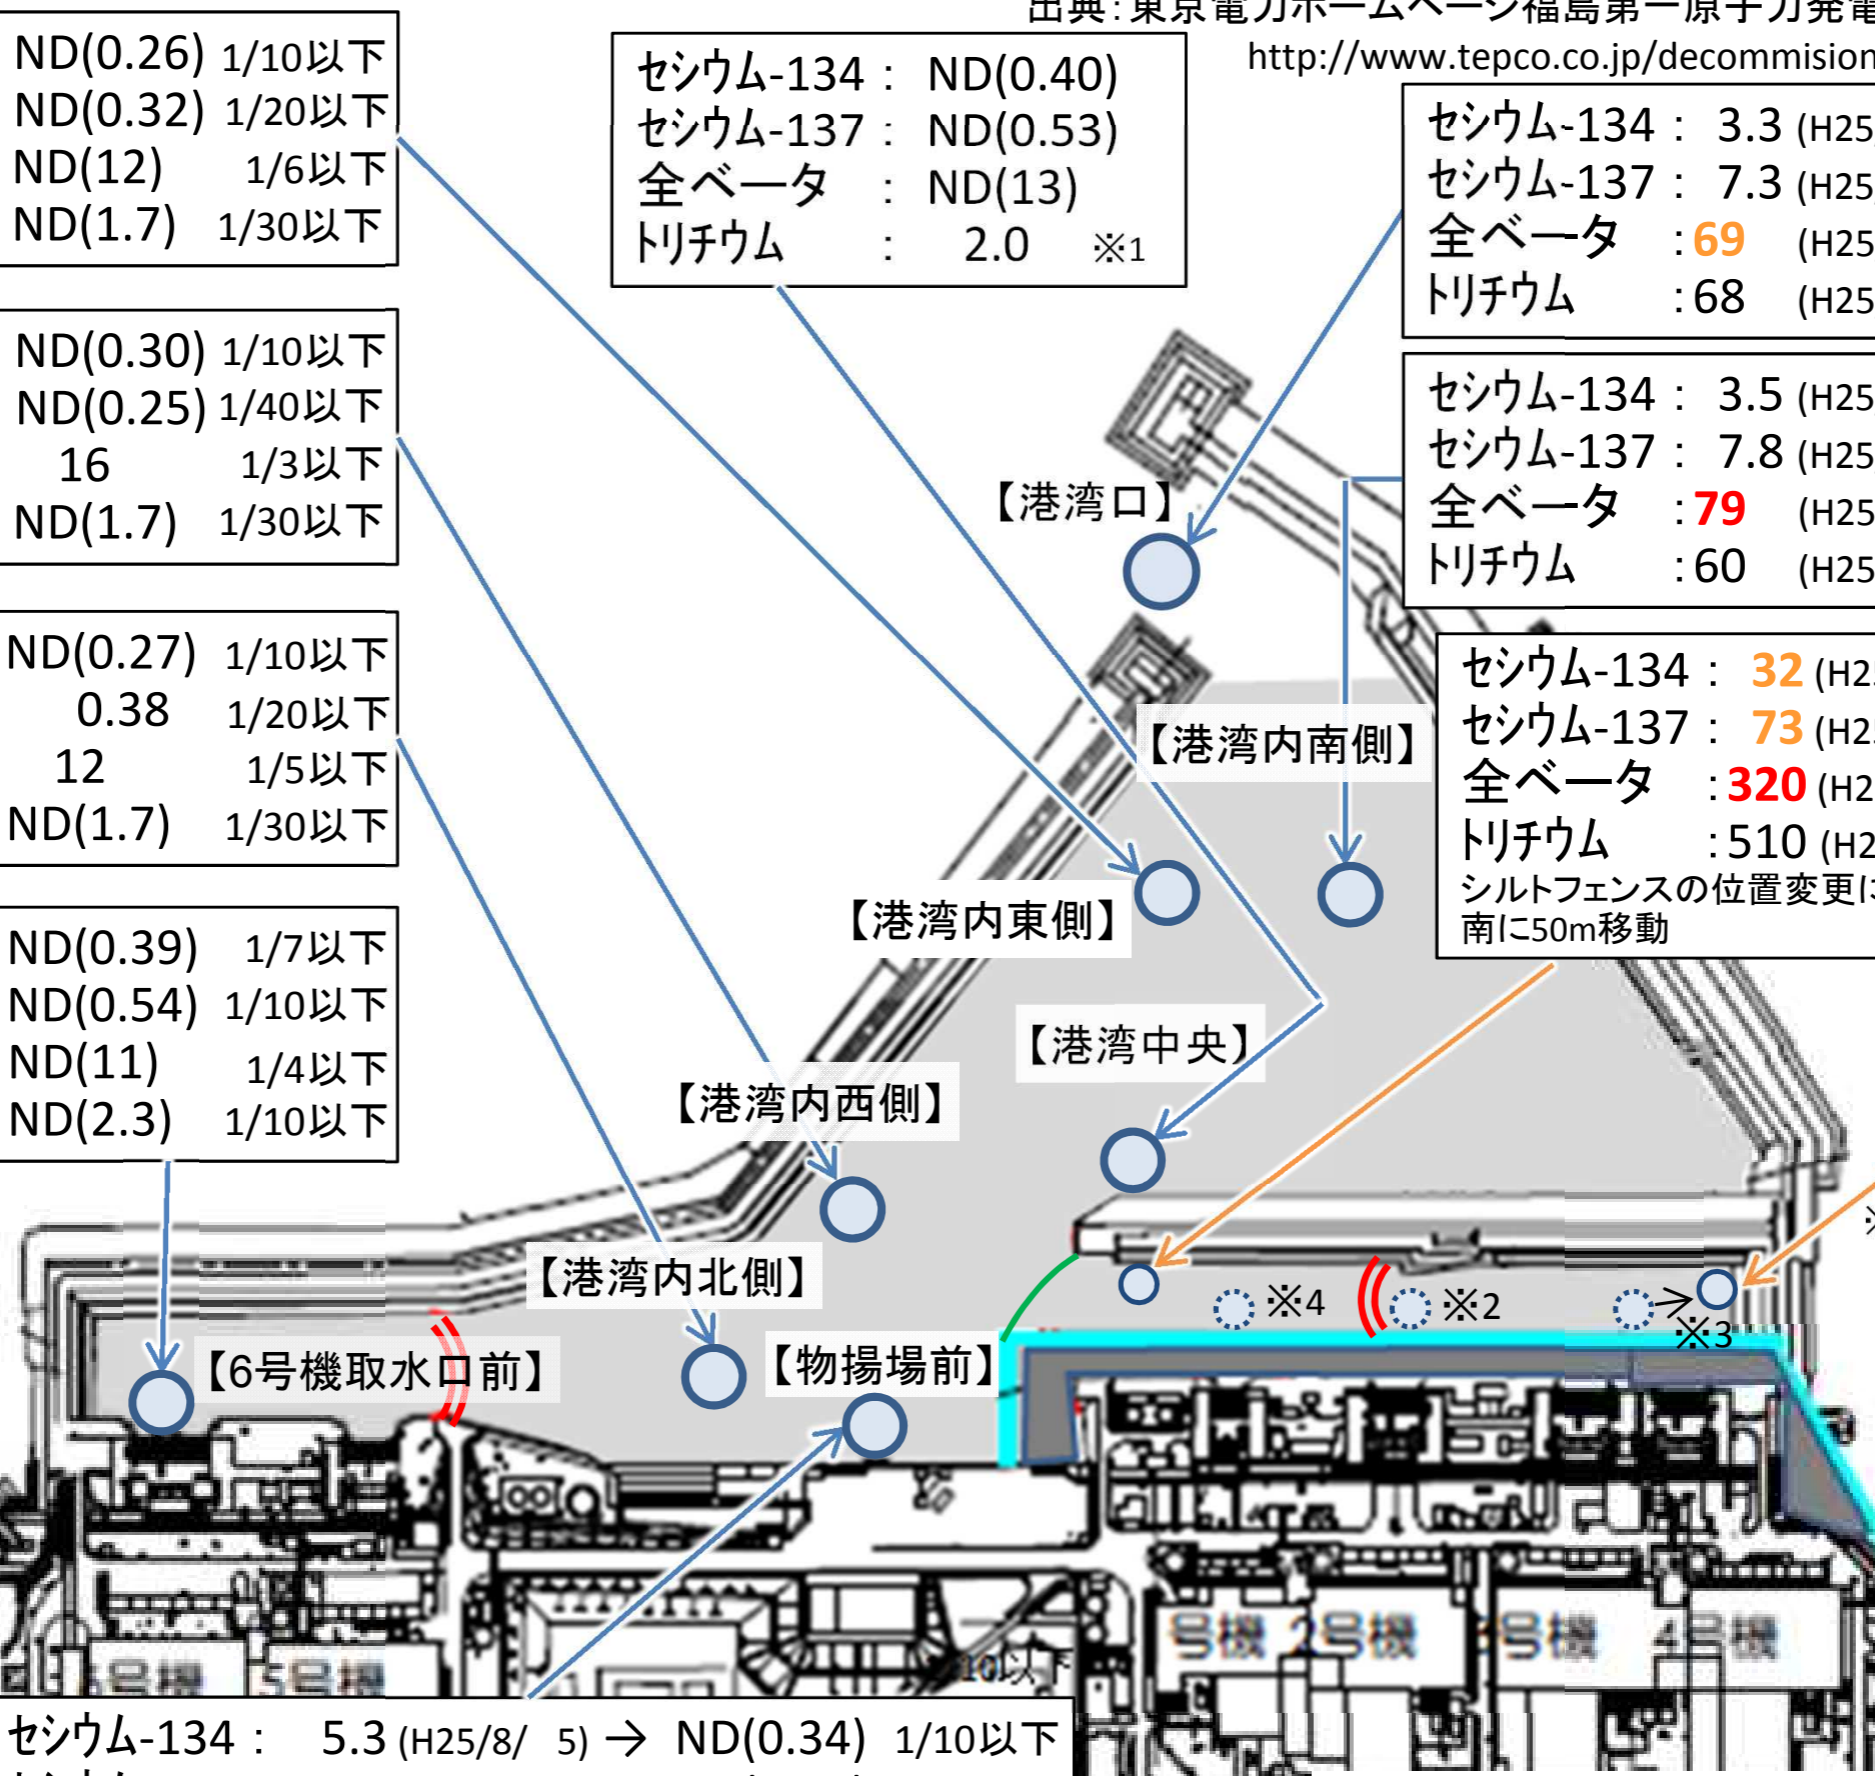 出典：東京電力ホームページ福島第一原子力発電
http://www.tepco.co.jp/decommision
ND(0.26) 1/10以下
ND(0.32) 1/20以下
ND(12) 1/6以下
ND(1.7) 1/30以下
セシウム-134： ND(0.40)
セシウム-137： ND(0.53)
全ベータ ： ND(13)
トリチウム ： 2.0 ※1
セシウム-134： 3.3 (H25
セシウム-137： 7.3 (H25
全ベータ ：69 (H25
トリチウム ：68 (H25
ND(0.30) 1/10以下
ND(0.25) 1/40以下
16 1/3以下
ND(1.7) 1/30以下
セシウム-134： 3.5 (H25
セシウム-137： 7.8 (H25
全ベータ ：79 (H25
トリチウム ：60 (H25
【港湾口】
ND(0.27) 1/10以下
0.38 1/20以下
12 1/5以下
ND(1.7) 1/30以下
セシウム-134： 32 (H2
セシウム-137： 73 (H2
全ベータ ：320 (H2
トリチウム ：510 (H2
シルトフェンスの位置変更に
南に50m移動
【港湾内南側】
【港湾内東側】
ND(0.39) 1/7以下
ND(0.54) 1/10以下
ND(11) 1/4以下
ND(2.3) 1/10以下
【港湾中央】
【港湾内西側】
【港湾内北側】
※4
※2
※3
【6号機取水口前】
【物揚場前】
号機 2号機 号機 4号機
10以下
号機 5号機
セシウム-134： 5.3 (H25/8/ 5) → ND(0.34) 1/10以下